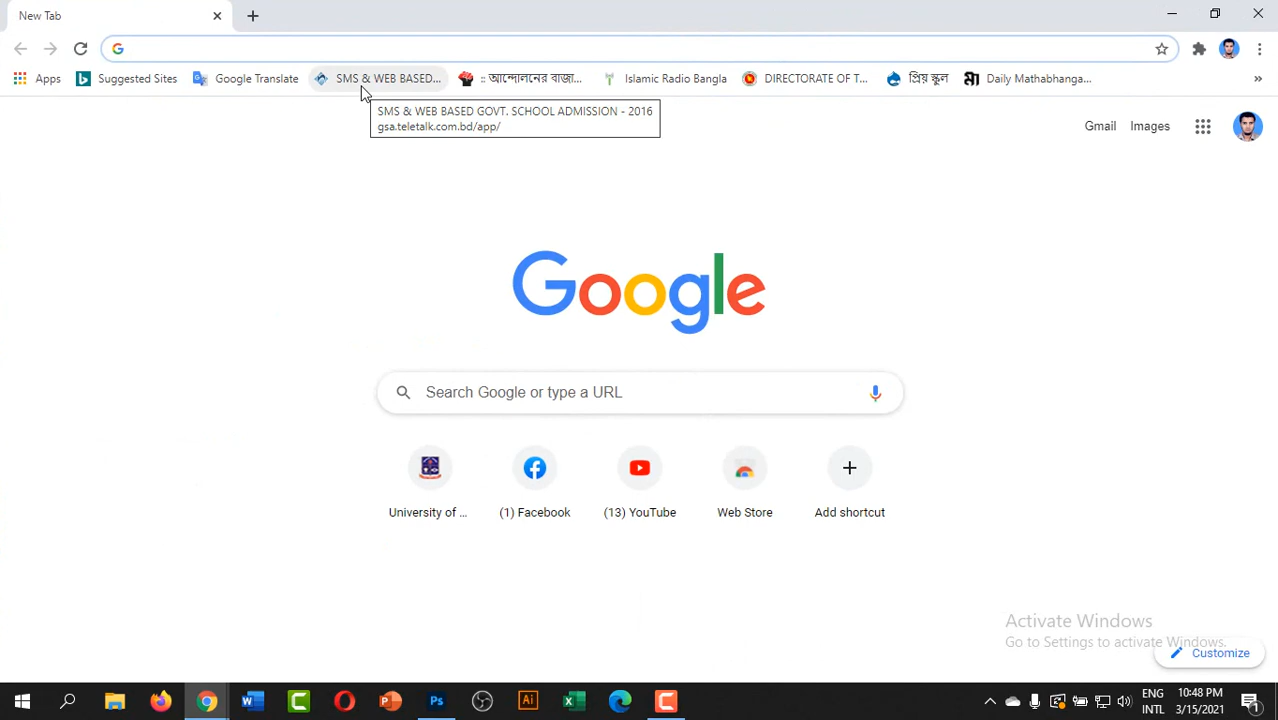 New Tab
Apps
Suggested Sites
Google Translate
SMS & WEB BASED...
:: আন্দোলনের বাজা...
Islamic Radio Bangla
DIRECTORATE OF T...
প্রিয় স্কুল
Daily Mathabhanga...
SMS & WEB BASED GOVT. SCHOOL ADMISSION - 2016
gsa.teletalk.com.bd/app/
Gmail
Images
Google
Search Google or type a URL
University of ...
(1) Facebook
(13) YouTube
Web Store
Add shortcut
Activate Windows
Go to Settings to activate Windows.
Customize
ENG
INTL
10:48 PM
3/15/2021